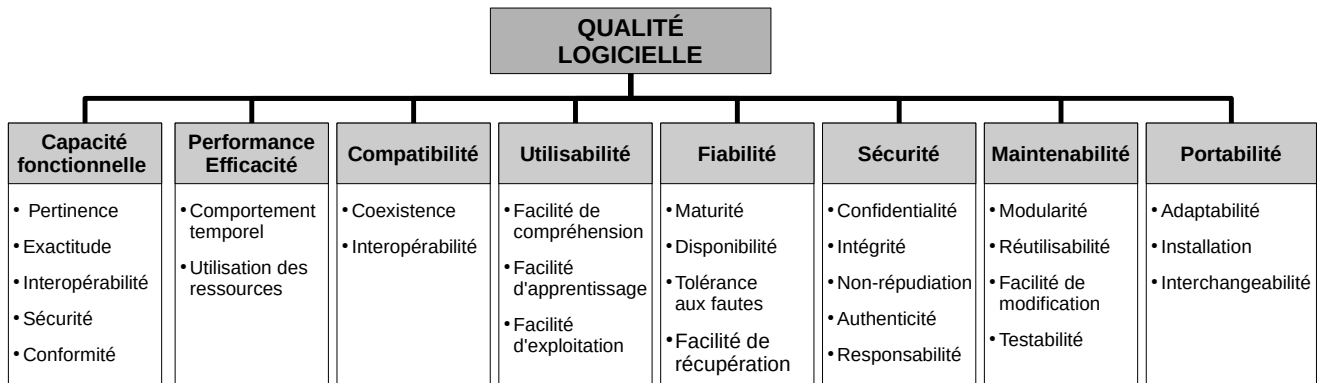 QUALITÉ
LOGICIELLE
Capacité
fonctionnelle
• Pertinence
• Exactitude
• Interopérabilité
• Sécurité
• Conformité
Performance
Efficacité
• Comportement
temporel
• Utilisation des
ressources
Compatibilité
• Coexistence
• Interopérabilité
Utilisabilité
• Facilité de
compréhension
• Facilité
d'apprentissage
• Facilité
d'exploitation
Fiabilité
• Maturité
• Disponibilité
• Tolérance
aux fautes
• Facilité de
récupération
Sécurité
• Confidentialité
• Intégrité
• Non-répudiation
• Authenticité
• Responsabilité
Maintenabilité
• Modularité
• Réutilisabilité
• Facilité de
modification
• Testabilité
Portabilité
• Adaptabilité
• Installation
• Interchangeabilité